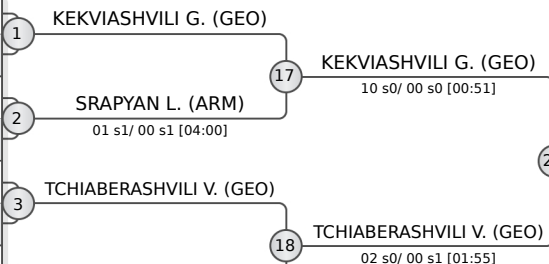 KEKVIASHVILI G. (GEO)
1
17
KEKVIASHVILI G. (GEO)
10 s0/ 00 s0 [00:51]
SRAPYAN L. (ARM)
2
01 s1/ 00 s1 [04:00]
TCHIABERASHVILI V. (GEO)
3
18
TCHIABERASHVILI V. (GEO)
02 s0/ 00 s1 [01:55]